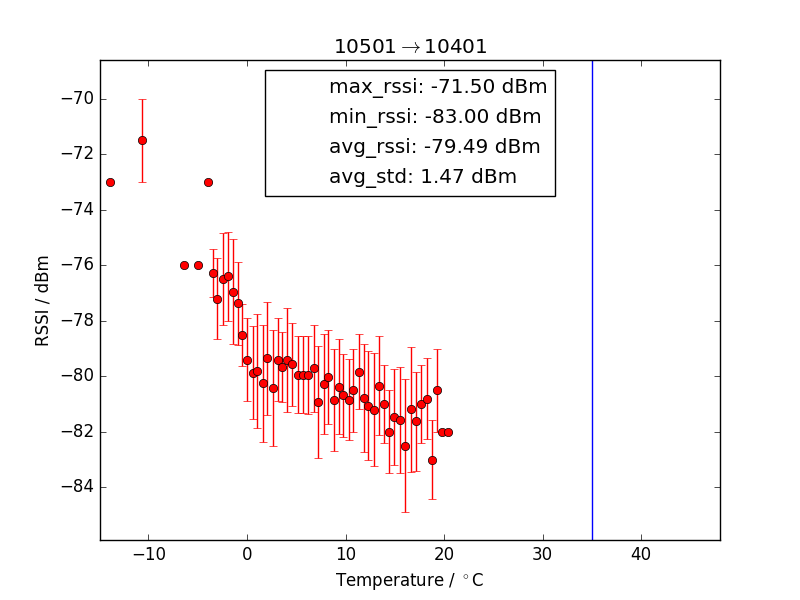 10501→10401
max_rssi: -71.50 dBm
min_rssi: -83.00 dBm
avg_rssi: -79.49 dBm
avg_std: 1.47 dBm
RSSI / dBm
−70
−72
−74
−76
−78
−80
−82
−84
−10 0 10 20 30 40
Temperature / °C